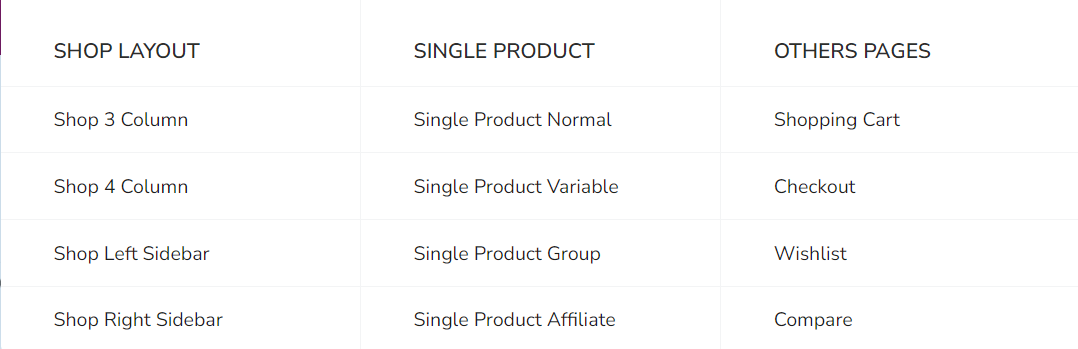 SHOP LAYOUT
SINGLE PRODUCT
OTHERS PAGES
Shop 3 Column
Single Product Normal
Shopping Cart
Shop 4 Column
Single Product Variable
Checkout
Shop Left Sidebar
Single Product Group
Wishlist
Shop Right Sidebar
Single Product Affiliate
Compare